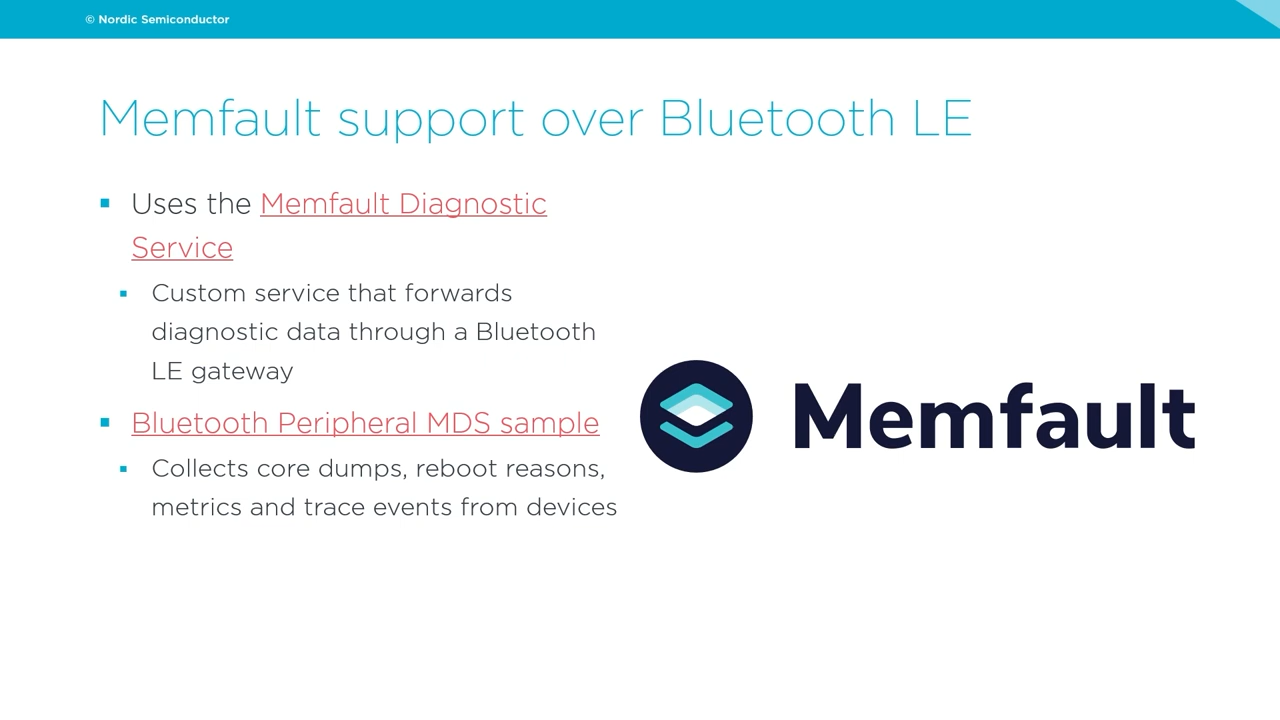 © Nordic Semiconductor
Memfault support over Bluetooth LE
Uses the Memfault Diagnostic
Service
Custom service that forwards
diagnostic data through a Bluetooth
LE gateway
Bluetooth Peripheral MDS sample
Collects core dumps, reboot reasons,
metrics and trace events from devices
Memfault